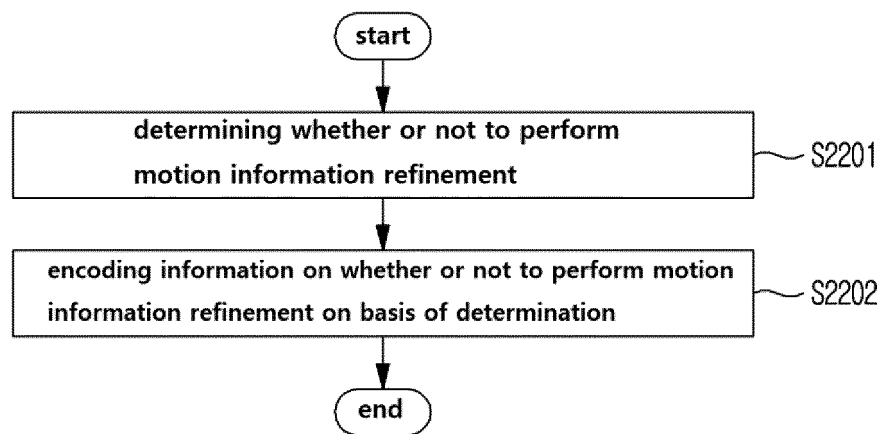 start
determining whether or not to perform
motion information refinement
S2201
encoding information on whether or not to perform motion
information refinement on basis of determination
S2202
end